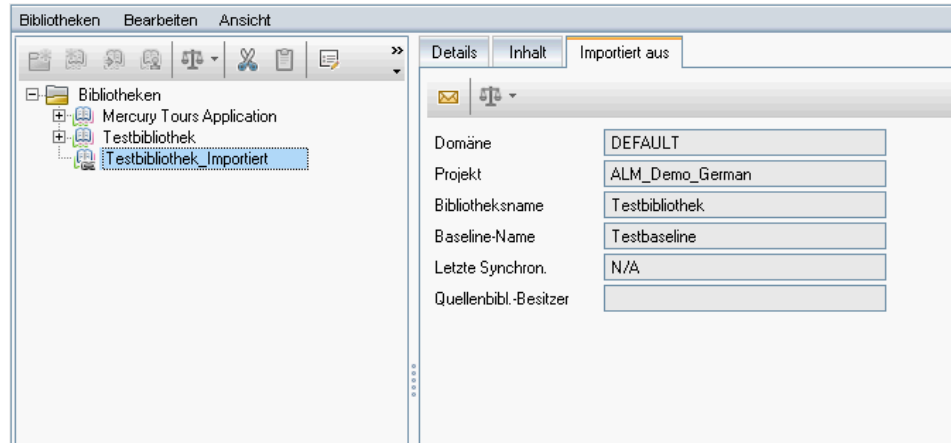 Bibliotheken Bearbeiten Ansicht
Details Inhalt Importiert aus
Bibliotheken
Mercury Tours Application
Testbibliothek
Testbibliothek_Importiert
Domäne DEFAULT
Projekt ALM_Demo_German
Bibliotheksname Testbibliothek
Baseline-Name Testbaseline
Letzte Synchron. N/A
Quellenbibl.-Besitzer